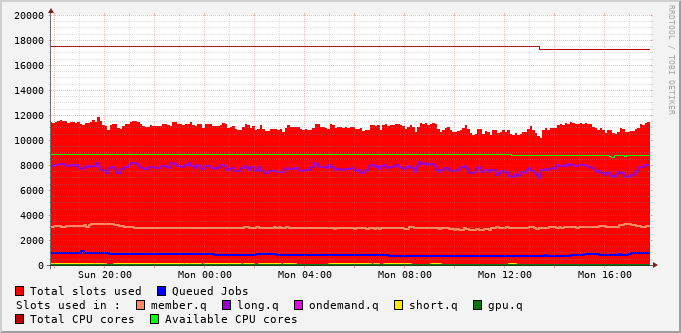 RRDTOOL / TOBI OETIKER
20000
18000
16000
14000
12000
10000
8000
6000
4000
2000
0
Sun 20:00 Mon 00:00 Mon 04:00 Mon 08:00 Mon 12:00 Mon 16:00
Total slots used Queued Jobs
Slots used in : member.q long.q ondemand.q short.q gpu.q
Total CPU cores Available CPU cores